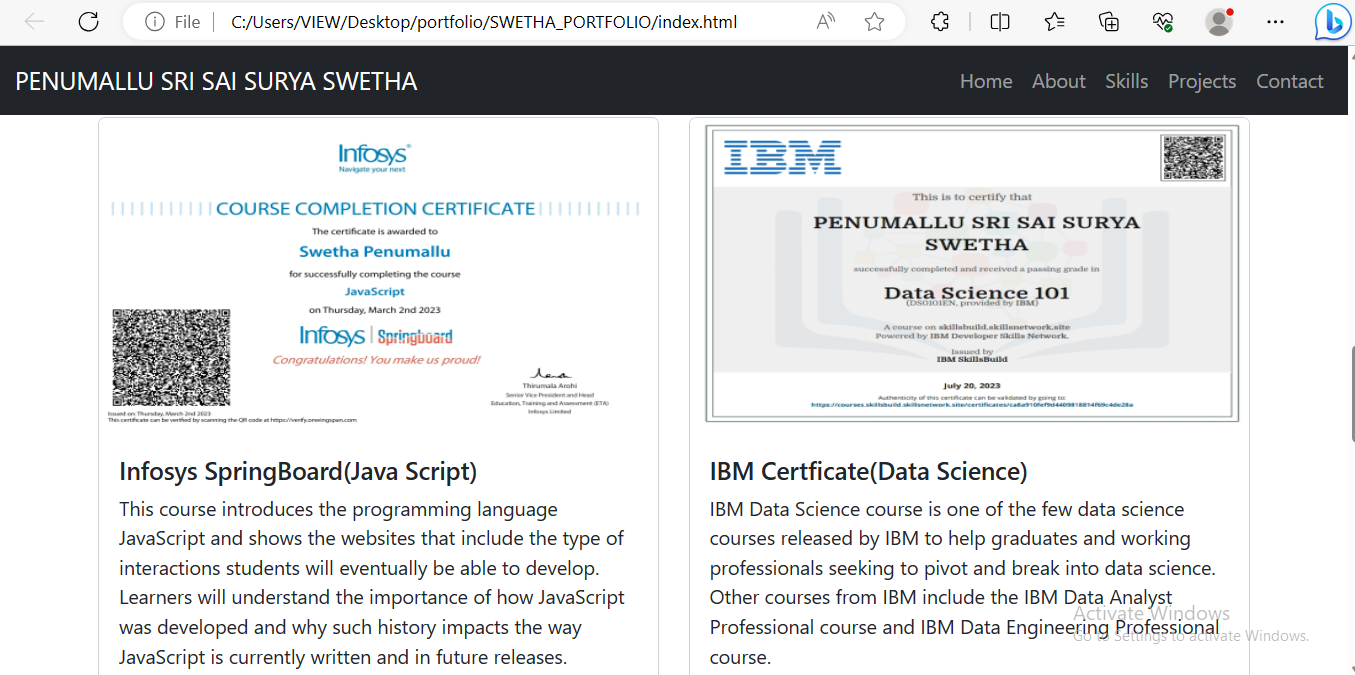 File
C:/Users/VIEW/Desktop/portfolio/SWETHA_PORTFOLIO/index.html
PENUMALLU SRI SAI SURYA SWETHA
Home About Skills Projects Contact
Infosys®
Navigate your next
COURSE COMPLETION CERTIFICATE
The certificate is awarded to
Swetha Penumallu
for successfully completing the course
JavaScript
on Thursday, March 2nd 2023
Infosys | Springboard
Congratulations! You make us proud!
Thirumala Arohi
Senior Vice President and Head
Education, Training and Assessment (ETA)
Infosys Limited
Issued on: Thursday, March 2nd 2023
This certificate can be verified by scanning the QR code at https://verify.onwingspan.com
Infosys SpringBoard(Java Script)
This course introduces the programming language
JavaScript and shows the websites that include the type of
interactions students will eventually be able to develop.
Learners will understand the importance of how JavaScript
was developed and why such history impacts the way
JavaScript is currently written and in future releases.
IBM
This is to certify that
PENUMALLU SRI SAI SURYA
SWETHA
successfully completed and received a passing grade in
Data Science 101
(DS0101EN, provided by IBM)
A course on skillsbuild.skillsnetwork.site
Powered by IBM Developer Skills Network.
Issued by
IBM SkillsBuild
July 20, 2023
Authenticity of this certificate can be validated by going to:
IBM Certficate(Data Science)
IBM Data Science course is one of the few data science
courses released by IBM to help graduates and working
professionals seeking to pivot and break into data science.
Other courses from IBM include the IBM Data Analyst
Professional course and IBM Data Engineering Professional
course.
Activate Windows
Go to Settings to activate Windows.